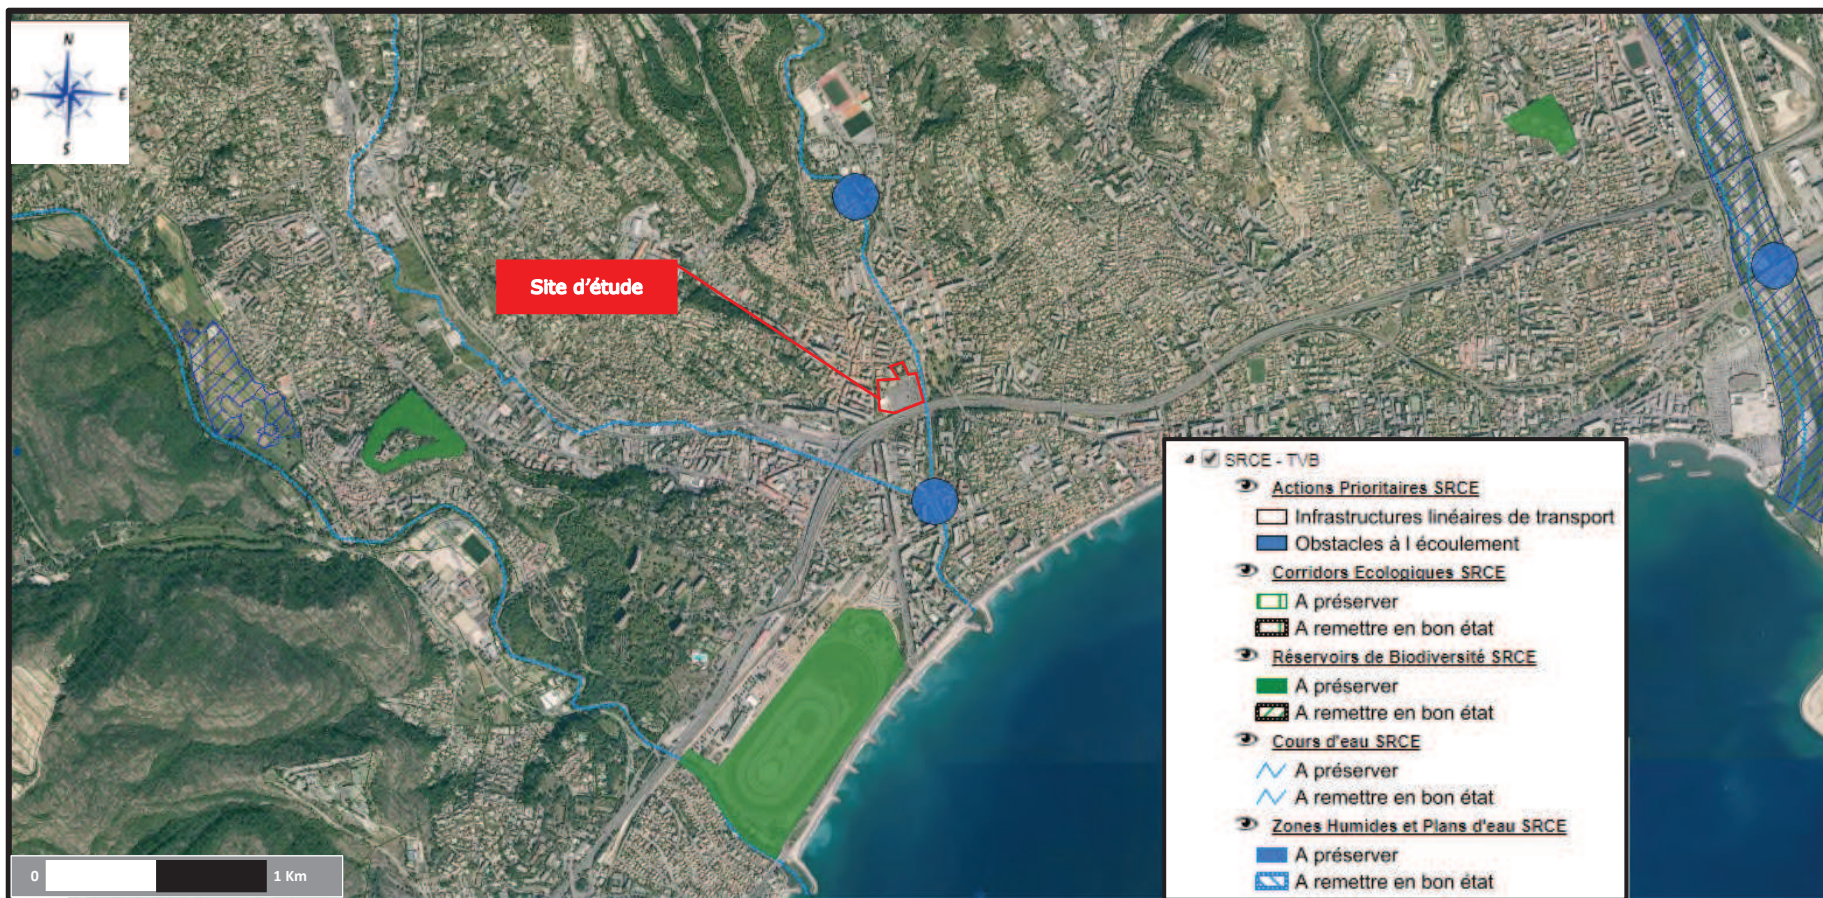 N
O
E
S
Site d'étude
SRCE - TVB
Actions Prioritaires SRCE
Infrastructures linéaires de transport
Obstacles à l écoulement
Corridors Ecologiques SRCE
A préserver
A remettre en bon état
Réservoirs de Biodiversité SRCE
A préserver
A remettre en bon état
Cours d'eau SRCE
A préserver
A remettre en bon état
Zones Humides et Plans d'eau SRCE
A préserver
A remettre en bon état
0
1 Km